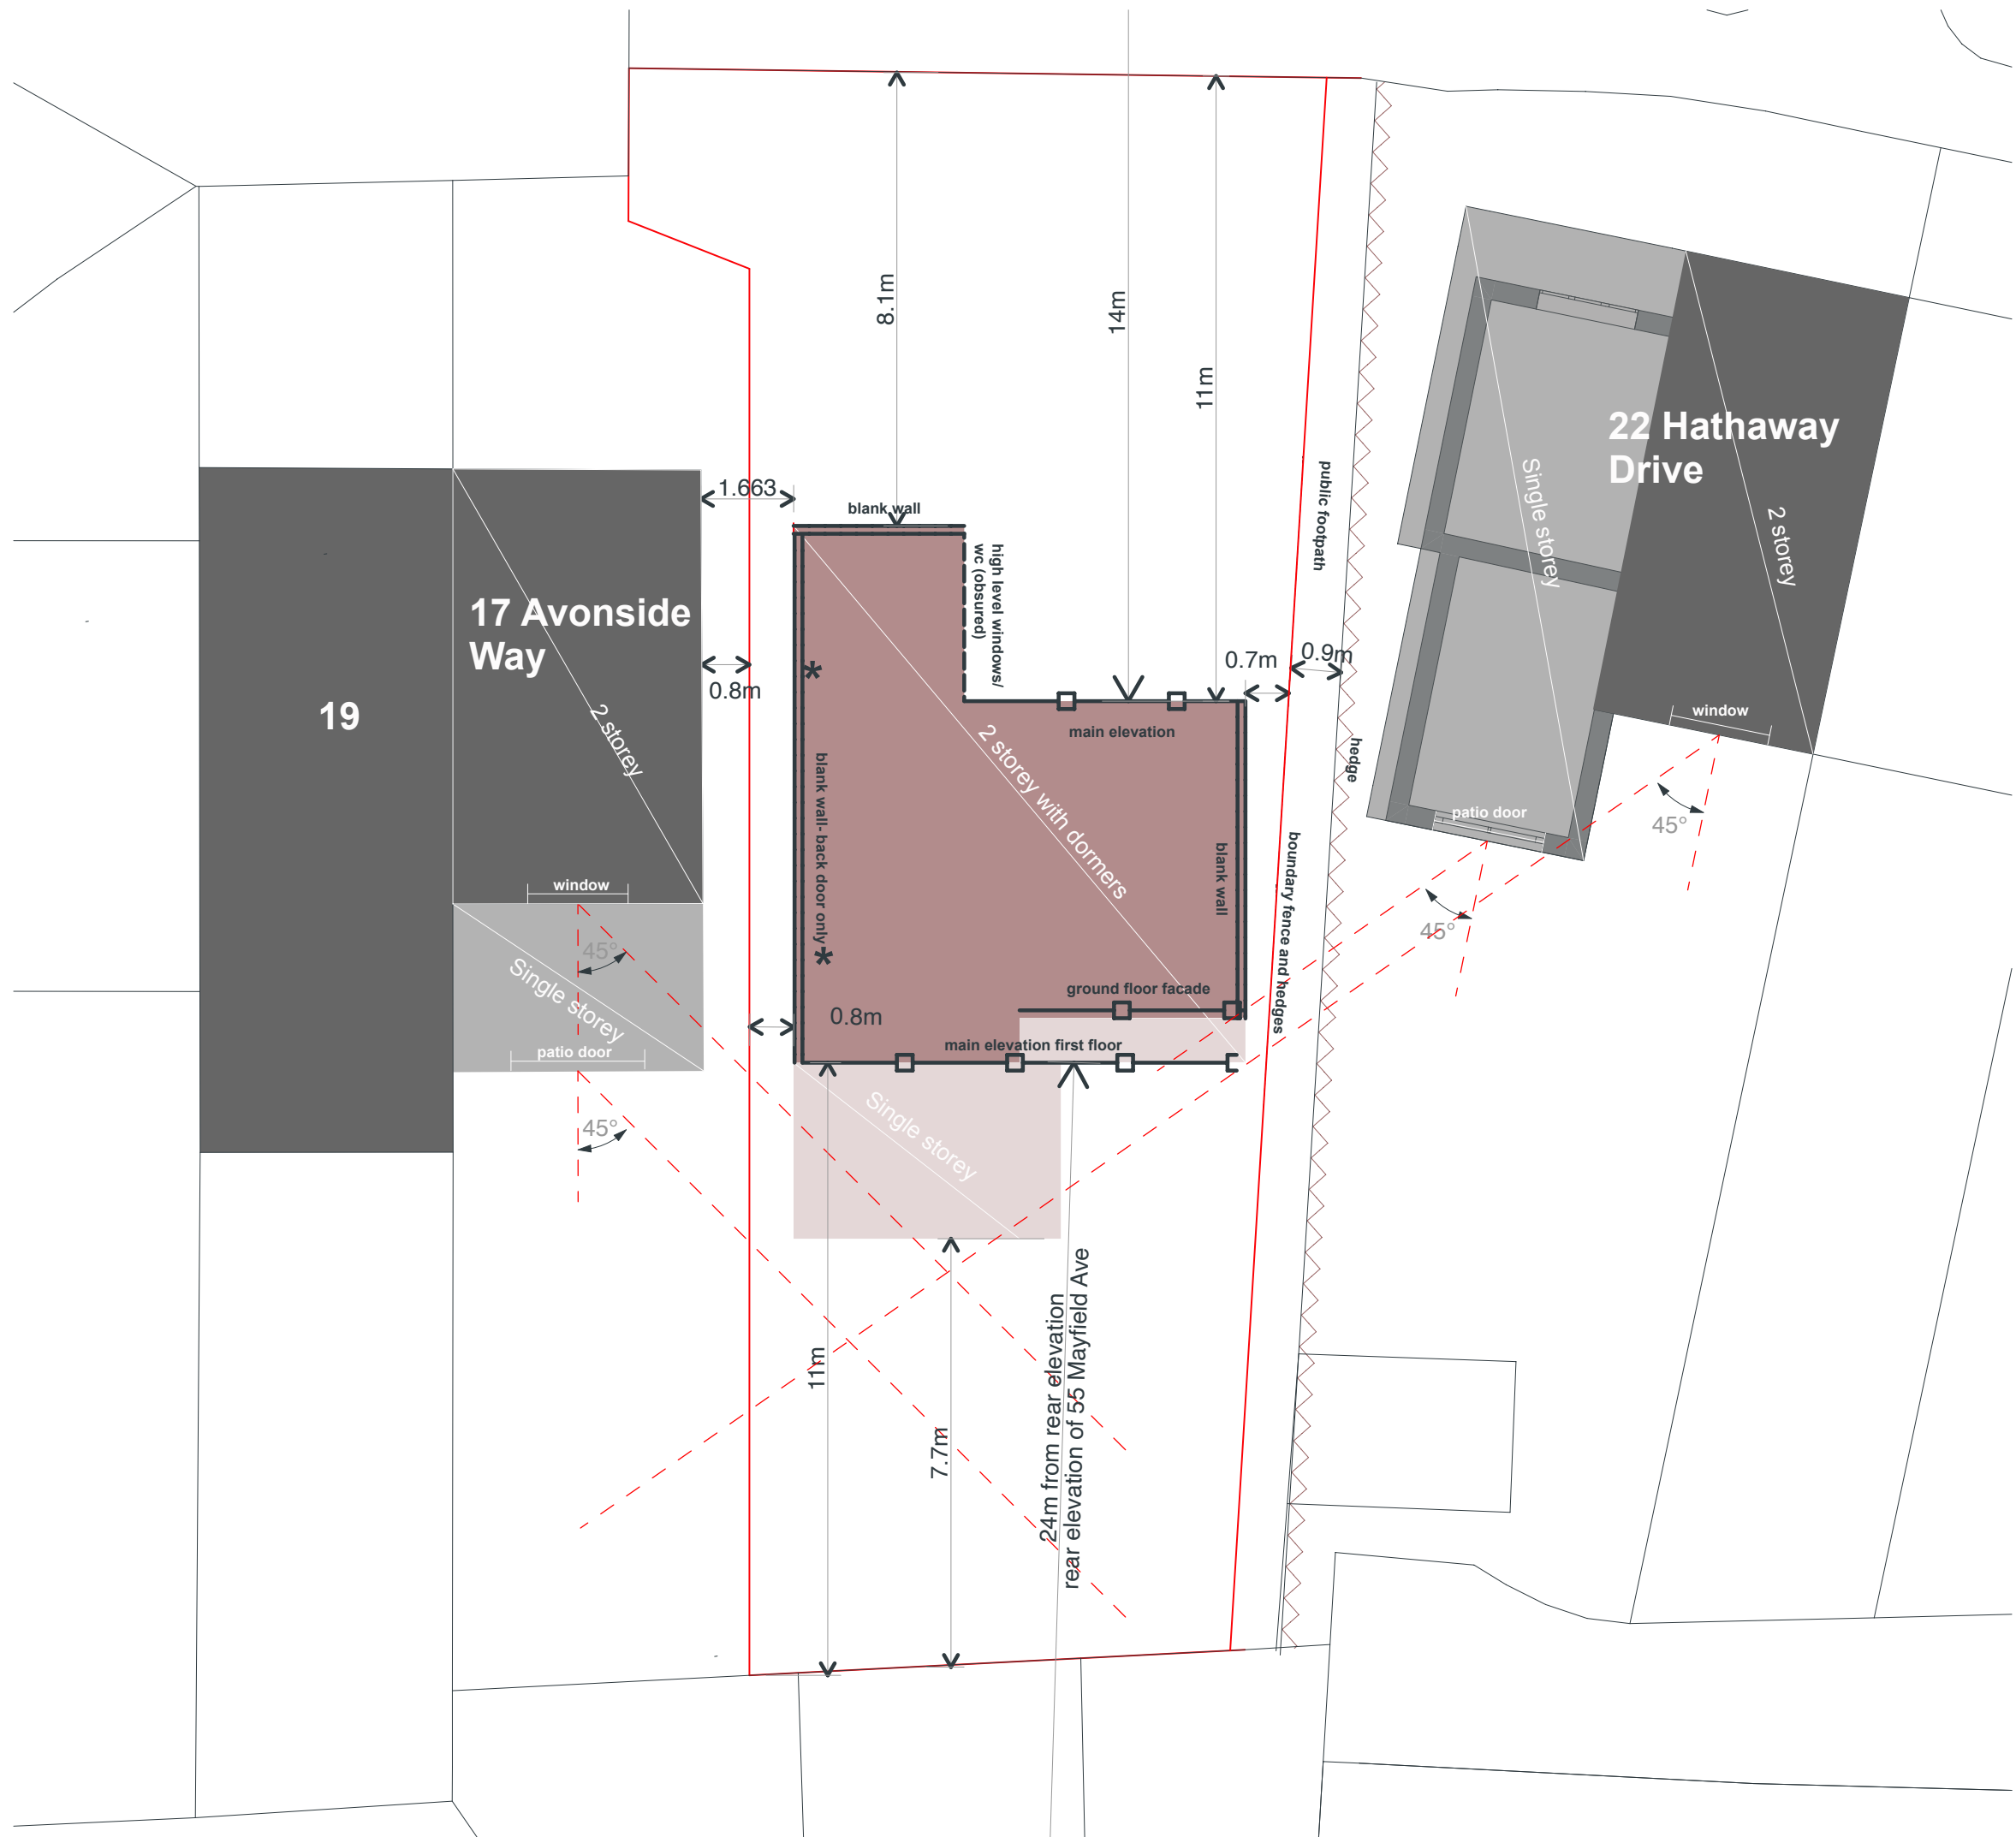 8.1m
14m
11m
22 Hathaway
Drive
Single storey
2 storey
public footpath
1.663
blank wall
high level windows/
wc (obsured)
17 Avonside
Way
2 storey
19
0.8m
*
0.7m
0.9m
main elevation
window
hedge
2 storey with dormers
blank wall- back door only
*
blank wall
boundary fence and hedges
patio door
45°
45°
window
45°
Single storey
patio door
ground floor facade
0.8m
main elevation first floor
45°
Single storey
11m
7.7m
24m from rear elevation
rear elevation of 55 Mayfield Ave